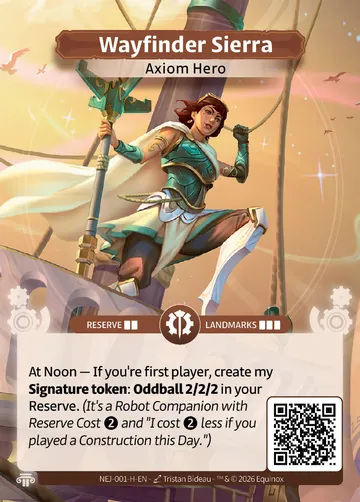 Wayfinder Sierra
Axiom Hero
RESERVE
LANDMARKS
At Noon — If you're first player, create my
Signature token: Oddball 2/2/2 in your
Reserve. (It's a Robot Companion with
Reserve Cost 2 and "I cost 2 less if you
played a Construction this Day.")
NEJ-001-H-EN - Tristan Bideau - ™ & © 2026 Equinox